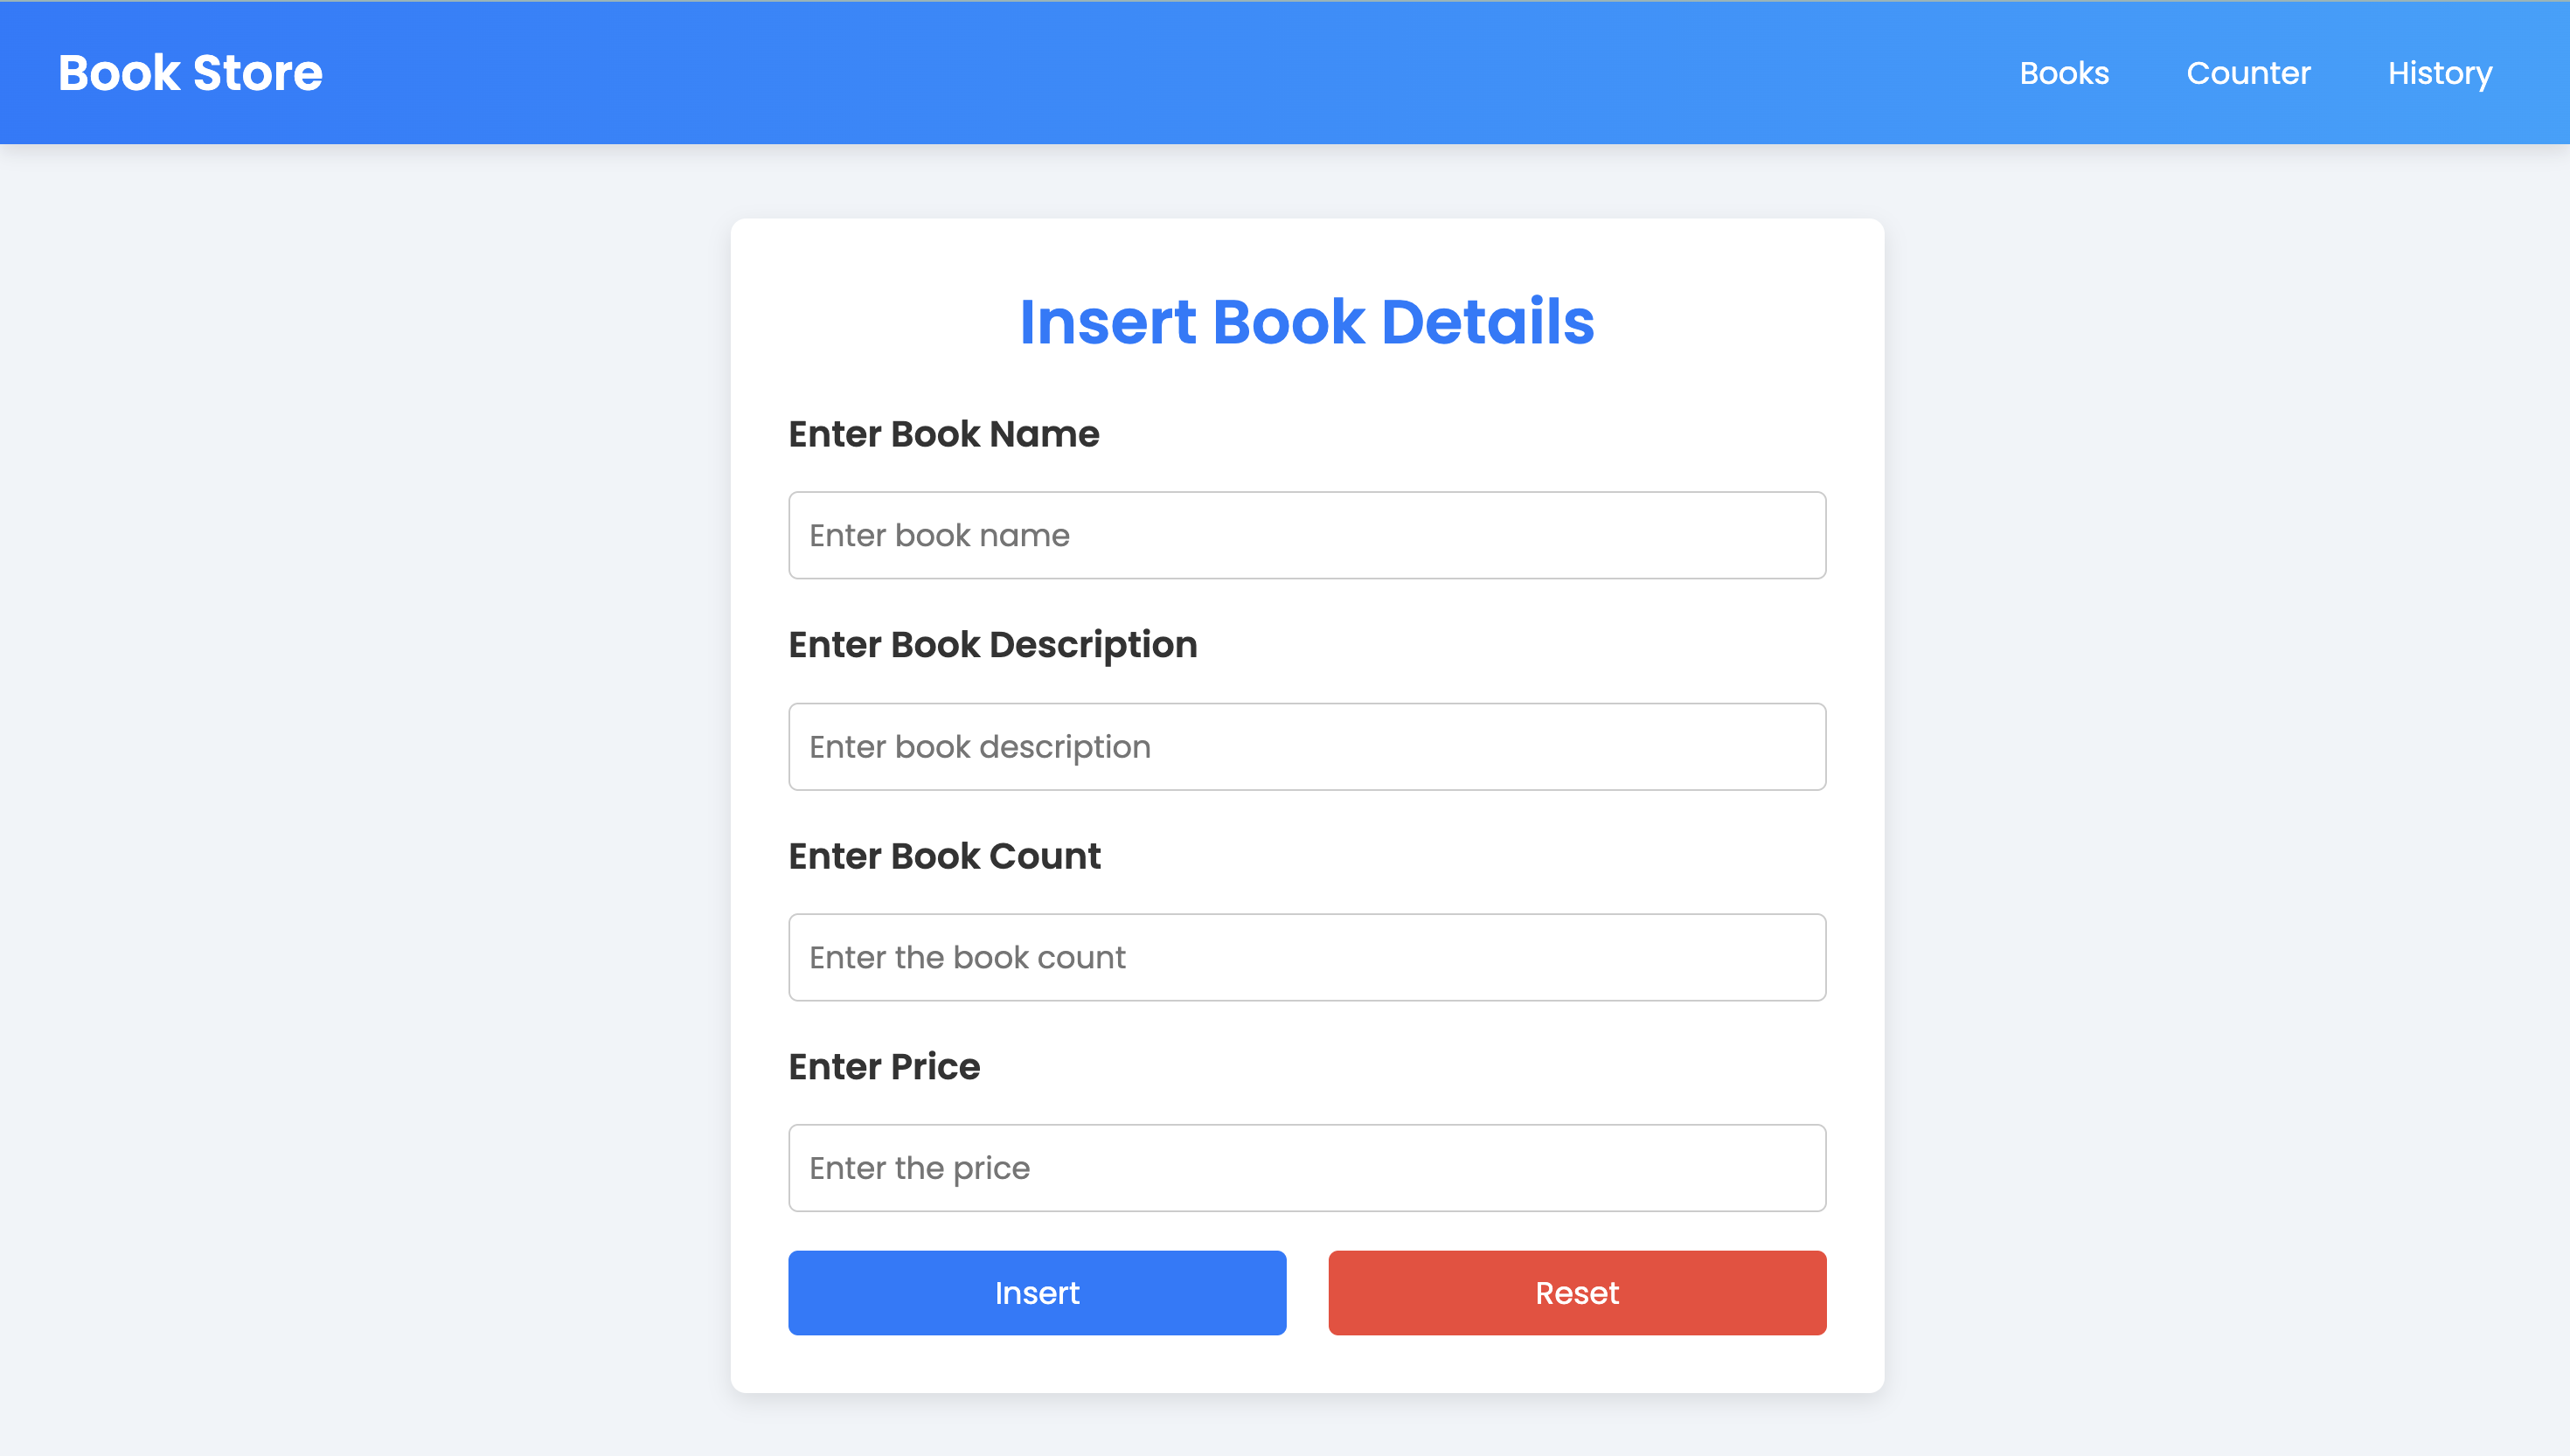 Book Store
Books Counter History
Insert Book Details
Enter Book Name
Enter book name
Enter Book Description
Enter book description
Enter Book Count
Enter the book count
Enter Price
Enter the price
Insert Reset